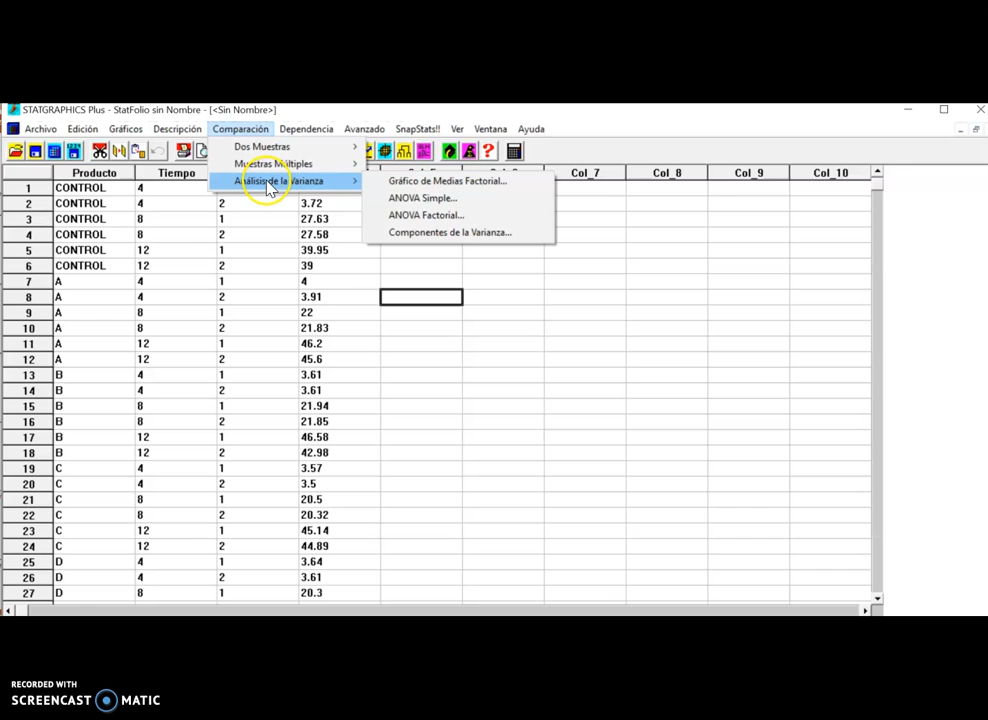 STATGRAPHICS Plus - StatFolio sin Nombre - [<Sin Nombre>]
Archivo Edición Gráficos Descripción Comparación Dependencia Avanzado SnapStats!! Ver Ventana Ayuda
Dos Muestras
Muestras Múltiples
Análisis de la Varianza
Gráfico de Medias Factorial...
ANOVA Simple...
ANOVA Factorial...
Componentes de la Varianza...
Producto Tiempo Col_7 Col_8 Col_9 Col_10
1 CONTROL 4
2 CONTROL 4 2 3.72
3 CONTROL 8 1 27.63
4 CONTROL 8 2 27.58
5 CONTROL 12 1 39.95
6 CONTROL 12 2 39
7 A 4 1 4
8 A 4 2 3.91
9 A 8 1 22
10 A 8 2 21.83
11 A 12 1 46.2
12 A 12 2 45.6
13 B 4 1 3.61
14 B 4 2 3.61
15 B 8 1 21.94
16 B 8 2 21.85
17 B 12 1 46.58
18 B 12 2 42.98
19 C 4 1 3.57
20 C 4 2 3.5
21 C 8 1 20.5
22 C 8 2 20.32
23 C 12 1 45.14
24 C 12 2 44.89
25 D 4 1 3.64
26 D 4 2 3.61
27 D 8 1 20.3
RECORDED WITH
SCREENCAST MATIC